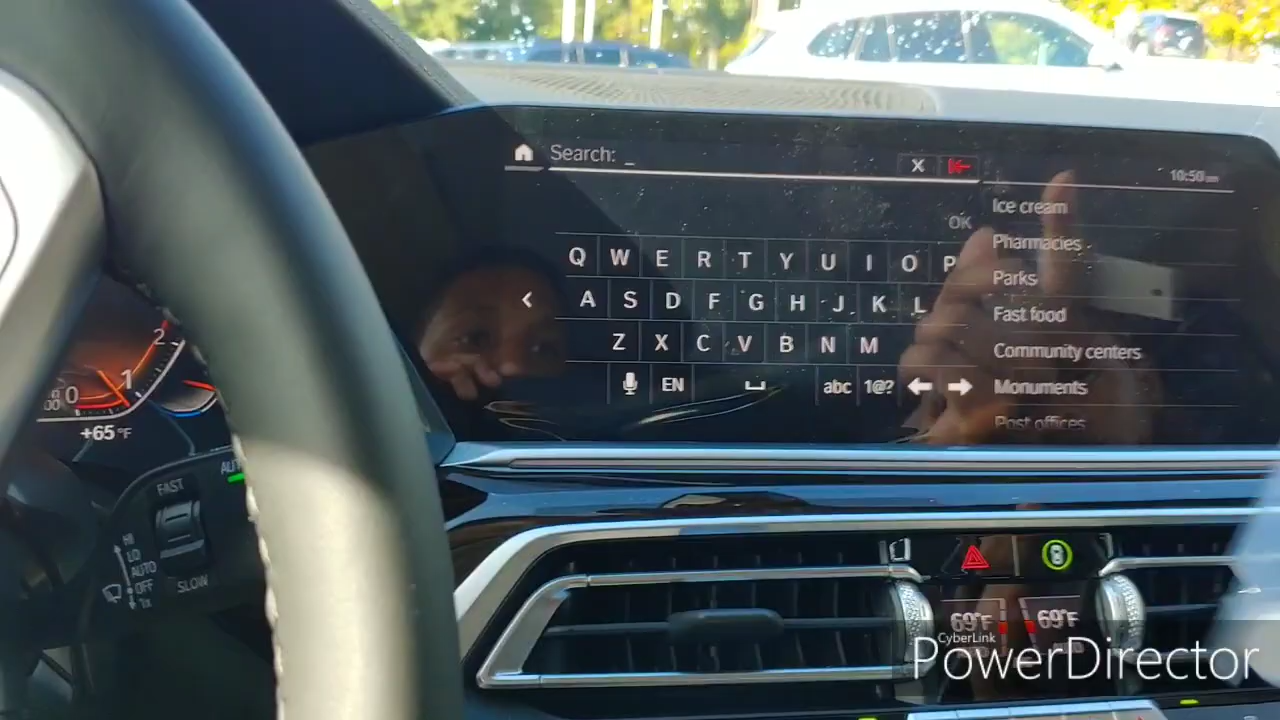 Search: _
X
10:50
OK
Ice cream
Pharmacies
Parks
Fast food
Community centers
Monuments
Post offices
Q W E R T Y U I O P
A S D F G H J K L
Z X C V B N M
EN
abc
1@?
2
1
0
+65 °F
FAST
HI
LO
AUTO
OFF
1x
SLOW
69°F
69°F
CyberLink
PowerDirector